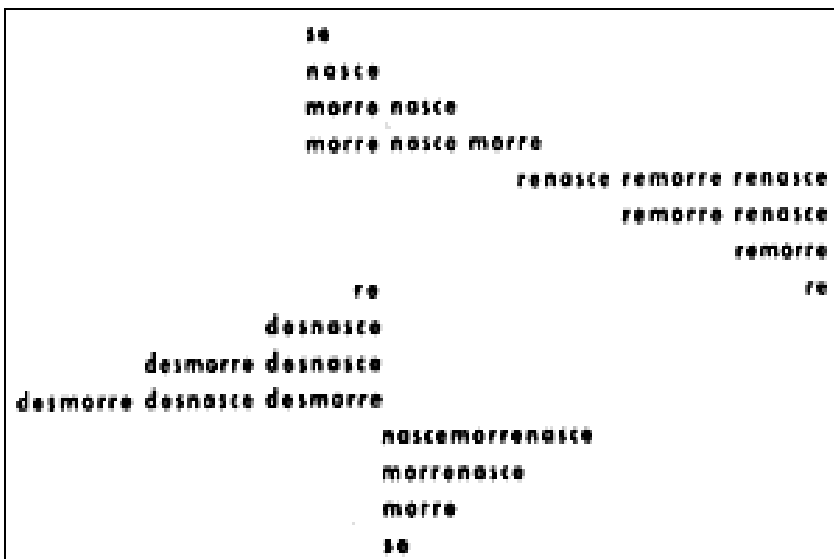 se
nasce
morre nasce
morre nasce morre
renasce remorre renasce
remorre renasce
remorre
re re
desnasce
desmorre desnasce
desmorre desnasce desmorre
nascemorrenasce
morrenasce
morre
se